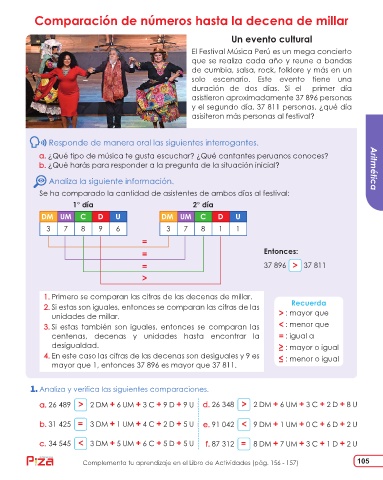 Comparación de números hasta la decena de millar
Un evento cultural
El Festival Música Perú es un mega concierto
que se realiza cada año y reune a bandas
de cumbia, salsa, rock, folklore y más en un
solo escenario. Este evento tiene una
duración de dos días. Si el primer día
asistieron aproximadamente 37 896 personas
y el segundo día, 37 811 personas, ¿qué día
asisiteron más personas al festival?
Responde de manera oral las siguientes interrogantes.
a. ¿Qué tipo de música te gusta escuchar? ¿Qué cantantes peruanos conoces?
b. ¿Qué harás para responder a la pregunta de la situación inicial?
Analiza la siguiente información.
Se ha comparado la cantidad de asistentes de ambos días al festival:
1° día 2° día
DM UM C D U DM UM C D U
3 7 8 9 6 3 7 8 1 1
=
=
=
>
Entonces:
37 896 > 37 811
1. Primero se comparan las cifras de las decenas de millar.
2. Si estas son iguales, entonces se comparan las cifras de las
unidades de millar.
3. Si estas también son iguales, entonces se comparan las
centenas, decenas y unidades hasta encontrar la
desigualdad.
4. En este caso las cifras de las decenas son desiguales y 9 es
mayor que 1, entonces 37 896 es mayor que 37 811.
Recuerda
> : mayor que
< : menor que
= : igual a
≥ : mayor o igual
≤ : menor o igual
Aritmética
1. Analiza y verifica las siguientes comparaciones.
a. 26 489 > 2 DM + 6 UM + 3 C + 9 D + 9 U d. 26 348 > 2 DM + 6 UM + 3 C + 2 D + 8 U
b. 31 425 = 3 DM + 1 UM + 4 C + 2 D + 5 U e. 91 042 < 9 DM + 1 UM + 0 C + 6 D + 2 U
c. 34 545 < 3 DM + 5 UM + 6 C + 5 D + 5 U f. 87 312 = 8 DM + 7 UM + 3 C + 1 D + 2 U
Complementa tu aprendizaje en el Libro de Actividades (pág. 156 - 157) 105